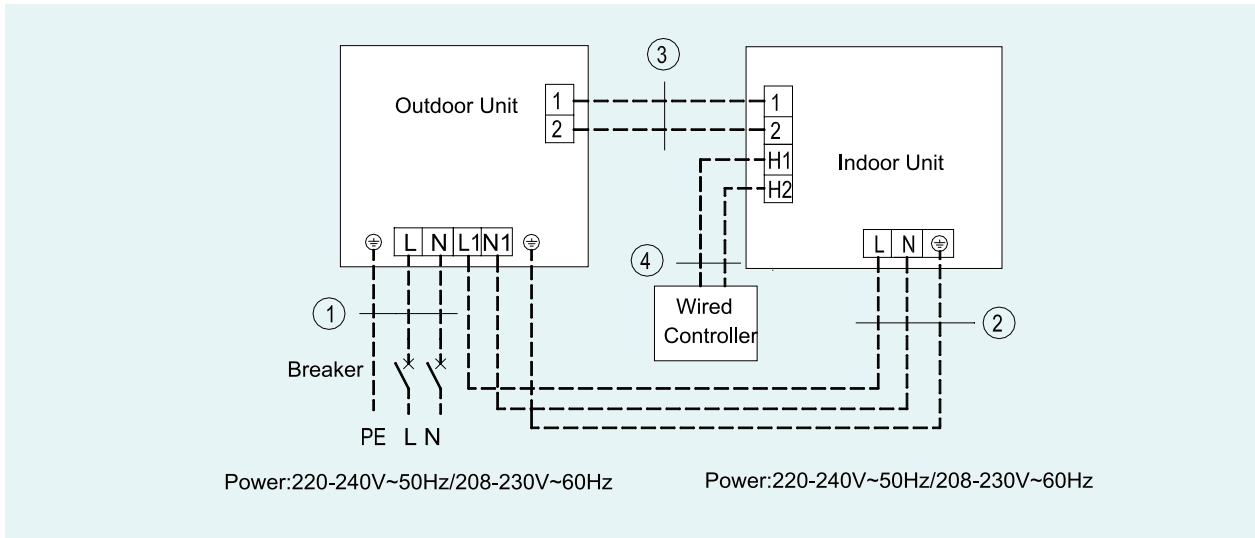 3
Outdoor Unit
1
2
1
2
H1
H2
Indoor Unit
L N L1 N1
L N
4
1
2
Wired
Controller
Breaker
PE L N
Power:220-240V~50Hz/208-230V~60Hz
Power:220-240V~50Hz/208-230V~60Hz